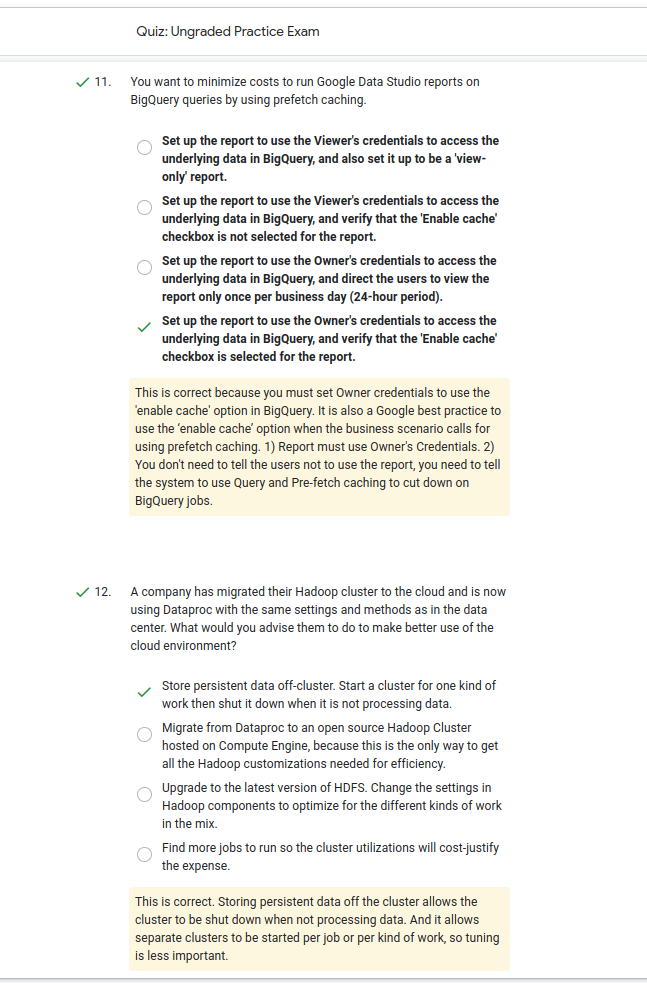 Quiz: Ungraded Practice Exam
11. You want to minimize costs to run Google Data Studio reports on
BigQuery queries by using prefetch caching.
Set up the report to use the Viewer's credentials to access the
underlying data in BigQuery, and also set it up to be a 'view-
only' report.
Set up the report to use the Viewer's credentials to access the
underlying data in BigQuery, and verify that the 'Enable cache'
checkbox is not selected for the report.
Set up the report to use the Owner's credentials to access the
underlying data in BigQuery, and direct the users to view the
report only once per business day (24-hour period).
Set up the report to use the Owner's credentials to access the
underlying data in BigQuery, and verify that the 'Enable cache'
checkbox is selected for the report.
This is correct because you must set Owner credentials to use the
'enable cache' option in BigQuery. It is also a Google best practice to
use the ‘enable cache’ option when the business scenario calls for
using prefetch caching. 1) Report must use Owner's Credentials. 2)
You don't need to tell the users not to use the report, you need to tell
the system to use Query and Pre-fetch caching to cut down on
BigQuery jobs.
12. A company has migrated their Hadoop cluster to the cloud and is now
using Dataproc with the same settings and methods as in the data
center. What would you advise them to do to make better use of the
cloud environment?
Store persistent data off-cluster. Start a cluster for one kind of
work then shut it down when it is not processing data.
Migrate from Dataproc to an open source Hadoop Cluster
hosted on Compute Engine, because this is the only way to get
all the Hadoop customizations needed for efficiency.
Upgrade to the latest version of HDFS. Change the settings in
Hadoop components to optimize for the different kinds of work
in the mix.
Find more jobs to run so the cluster utilizations will cost-justify
the expense.
This is correct. Storing persistent data off the cluster allows the
cluster to be shut down when not processing data. And it allows
separate clusters to be started per job or per kind of work, so tuning
is less important.